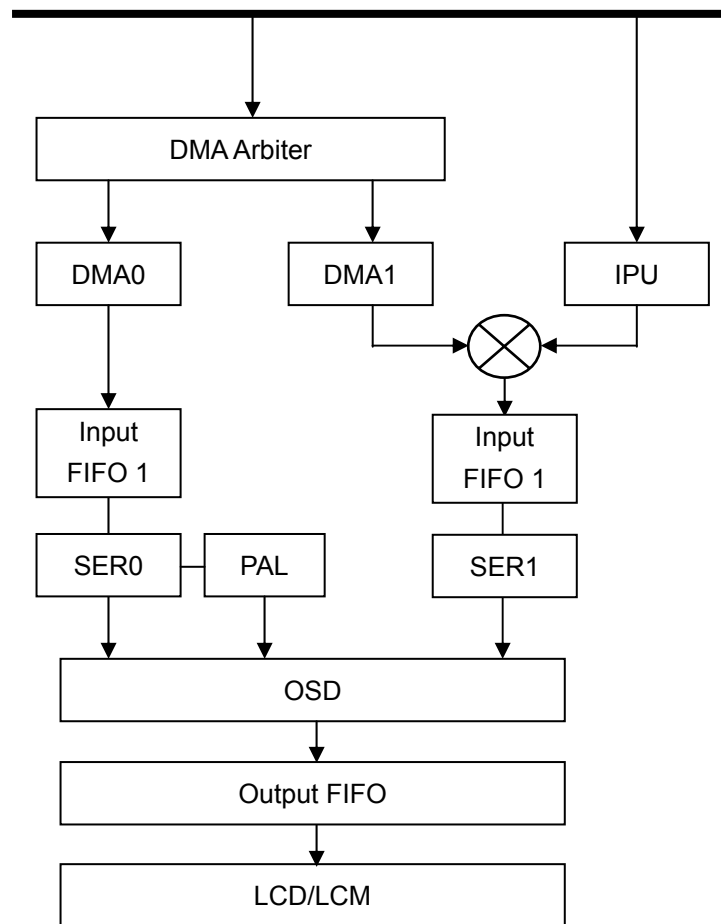 DMA Arbiter
DMA0
DMA1
IPU
Input
FIFO 1
Input
FIFO 1
SER0
PAL
SER1
OSD
Output FIFO
LCD/LCM